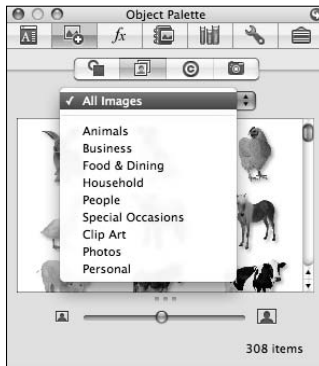 Object Palette
A
fx
©
✓ All Images
Animals
Business
Food & Dining
Household
People
Special Occasions
Clip Art
Photos
Personal
308 items